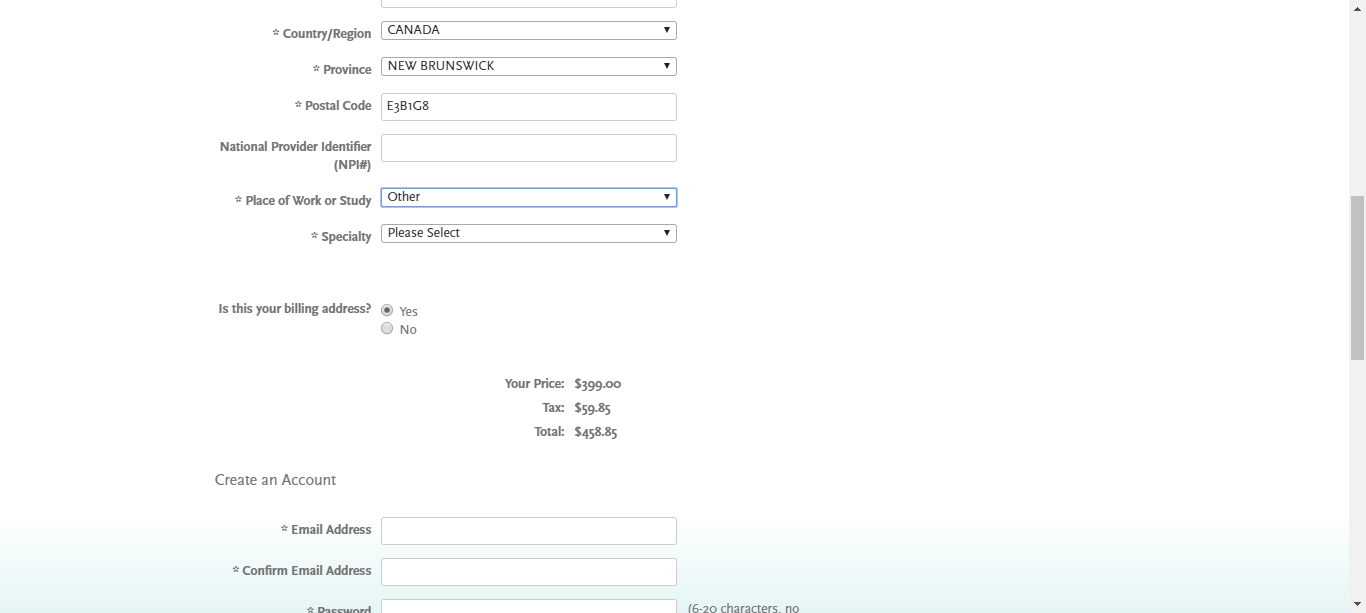 * Country/Region CANADA
* Province NEW BRUNSWICK
* Postal Code E3B1G8
National Provider Identifier
(NPI#)
* Place of Work or Study Other
* Specialty Please Select
Is this your billing address? Yes
No
Your Price: $399.00
Tax: $59.85
Total: $458.85
Create an Account
* Email Address
* Confirm Email Address
* Password (6-20 characters, no